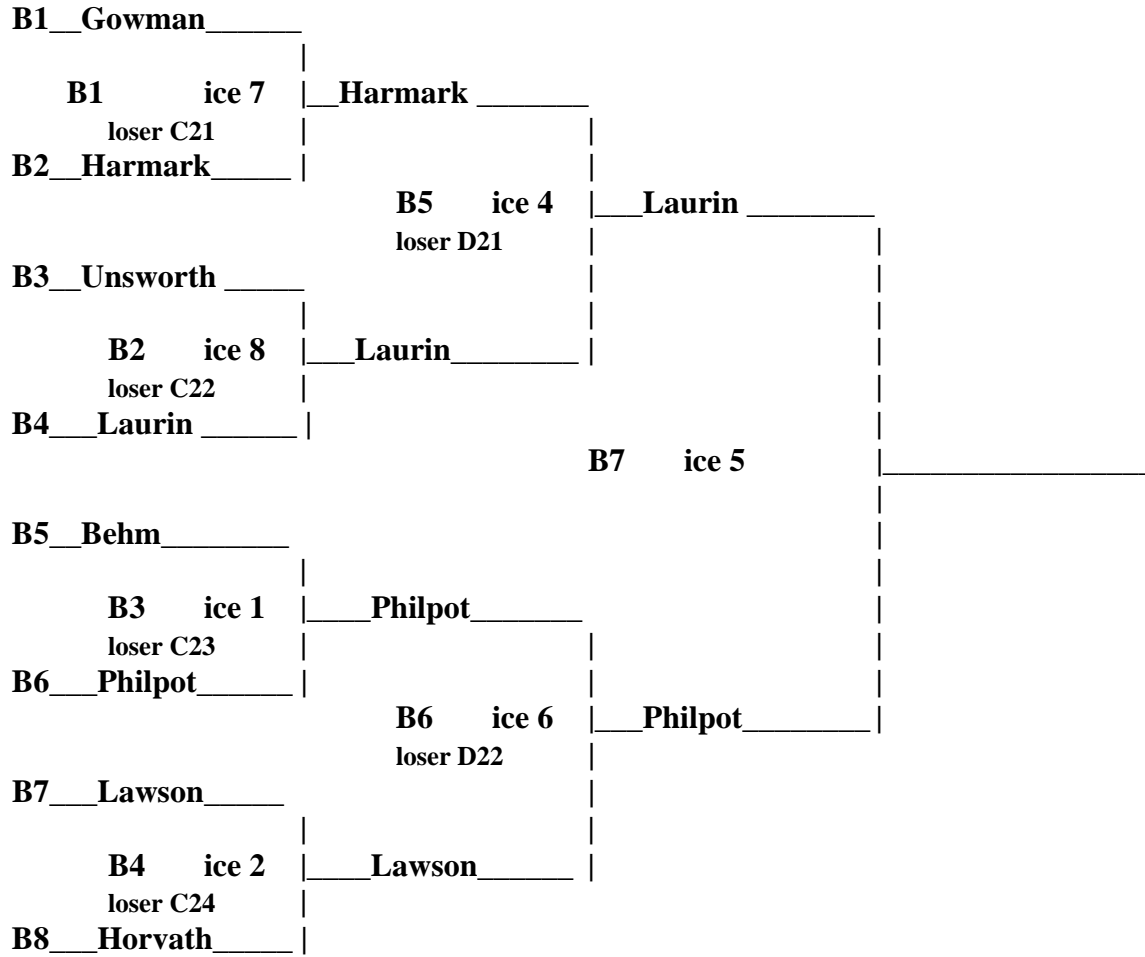 B1__Gowman______
B1 ice 7 |__Harmark _______
loser C21
B2__Harmark_____
B5 ice 4 |___Laurin ________
loser D21
B3__Unsworth _____
B2 ice 8 |___Laurin________
loser C22
B4___Laurin ______
B7 ice 5
B5__Behm________
B3 ice 1 |____Philpot_______
loser C23
B6___Philpot______
B6 ice 6 |___Philpot________
loser D22
B7___Lawson_____
B4 ice 2 |____Lawson______
loser C24
B8___Horvath_____